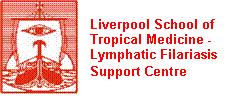 Liverpool School of
Tropical Medicine -
Lymphatic Filariasis
Support Centre